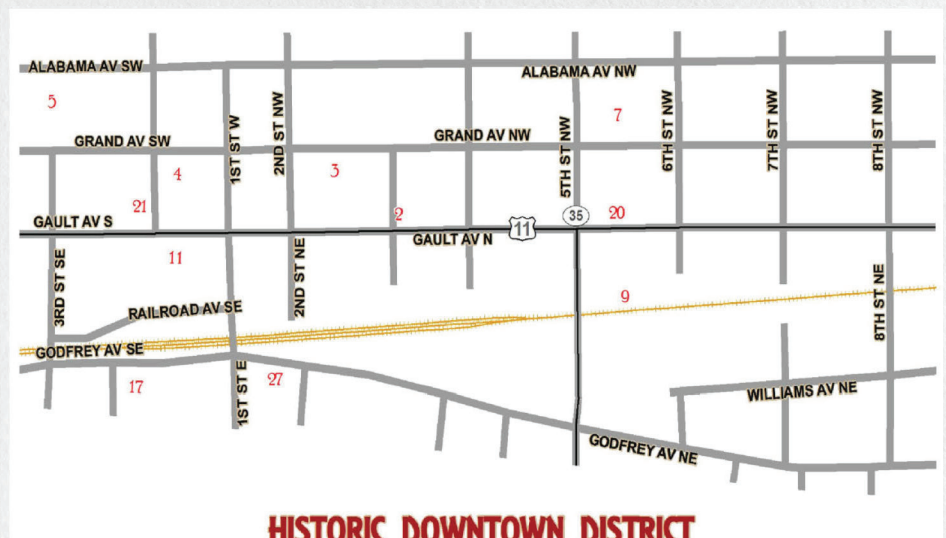 ALABAMA AV SW
ALABAMA AV NW
5
7
1ST ST W
2ND ST NW
5TH ST NW
6TH ST NW
7TH ST NW
8TH ST NW
GRAND AV SW
GRAND AV NW
4
3
21
2
35
20
GAULT AV S
11
GAULT AV N
11
3RD ST SE
2ND ST NE
8TH ST NE
9
RAILROAD AV SE
GODFREY AV SE
17
27
1ST ST E
WILLIAMS AV NE
GODFREY AV NE
HISTORIC DOWNTOWN DISTRICT